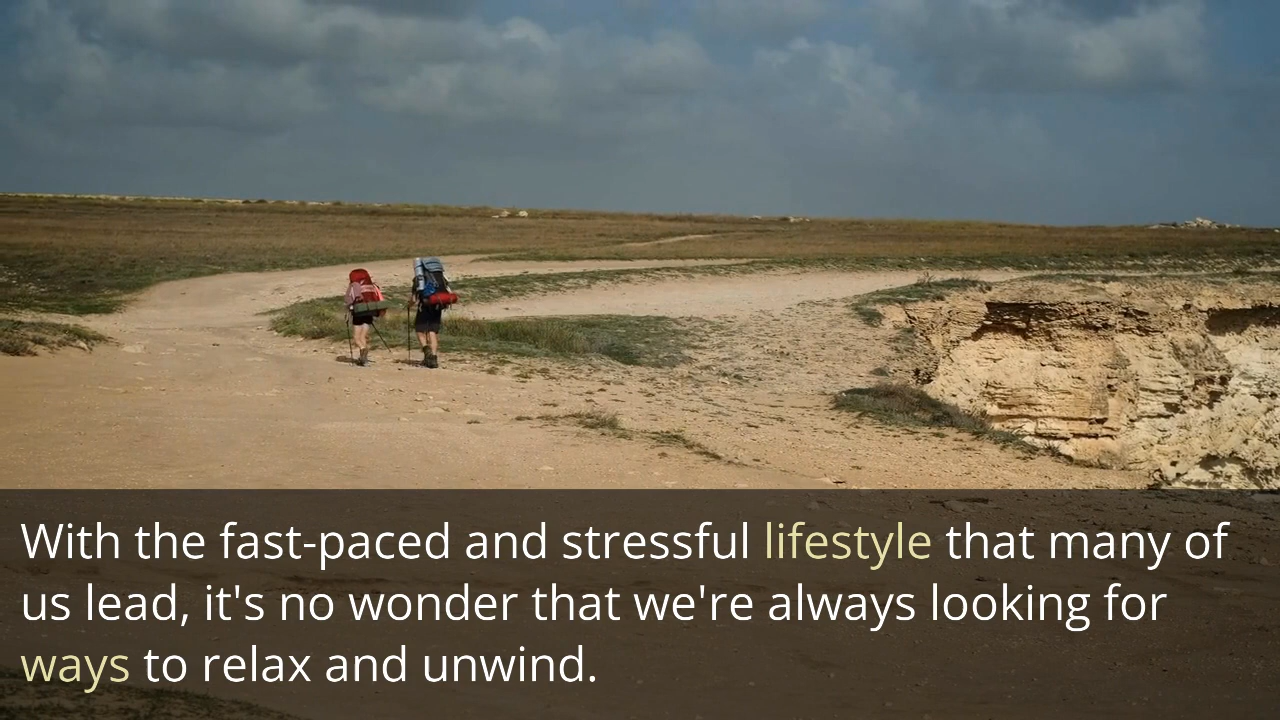 With the fast-paced and stressful lifestyle that many of
us lead, it's no wonder that we're always looking for
ways to relax and unwind.